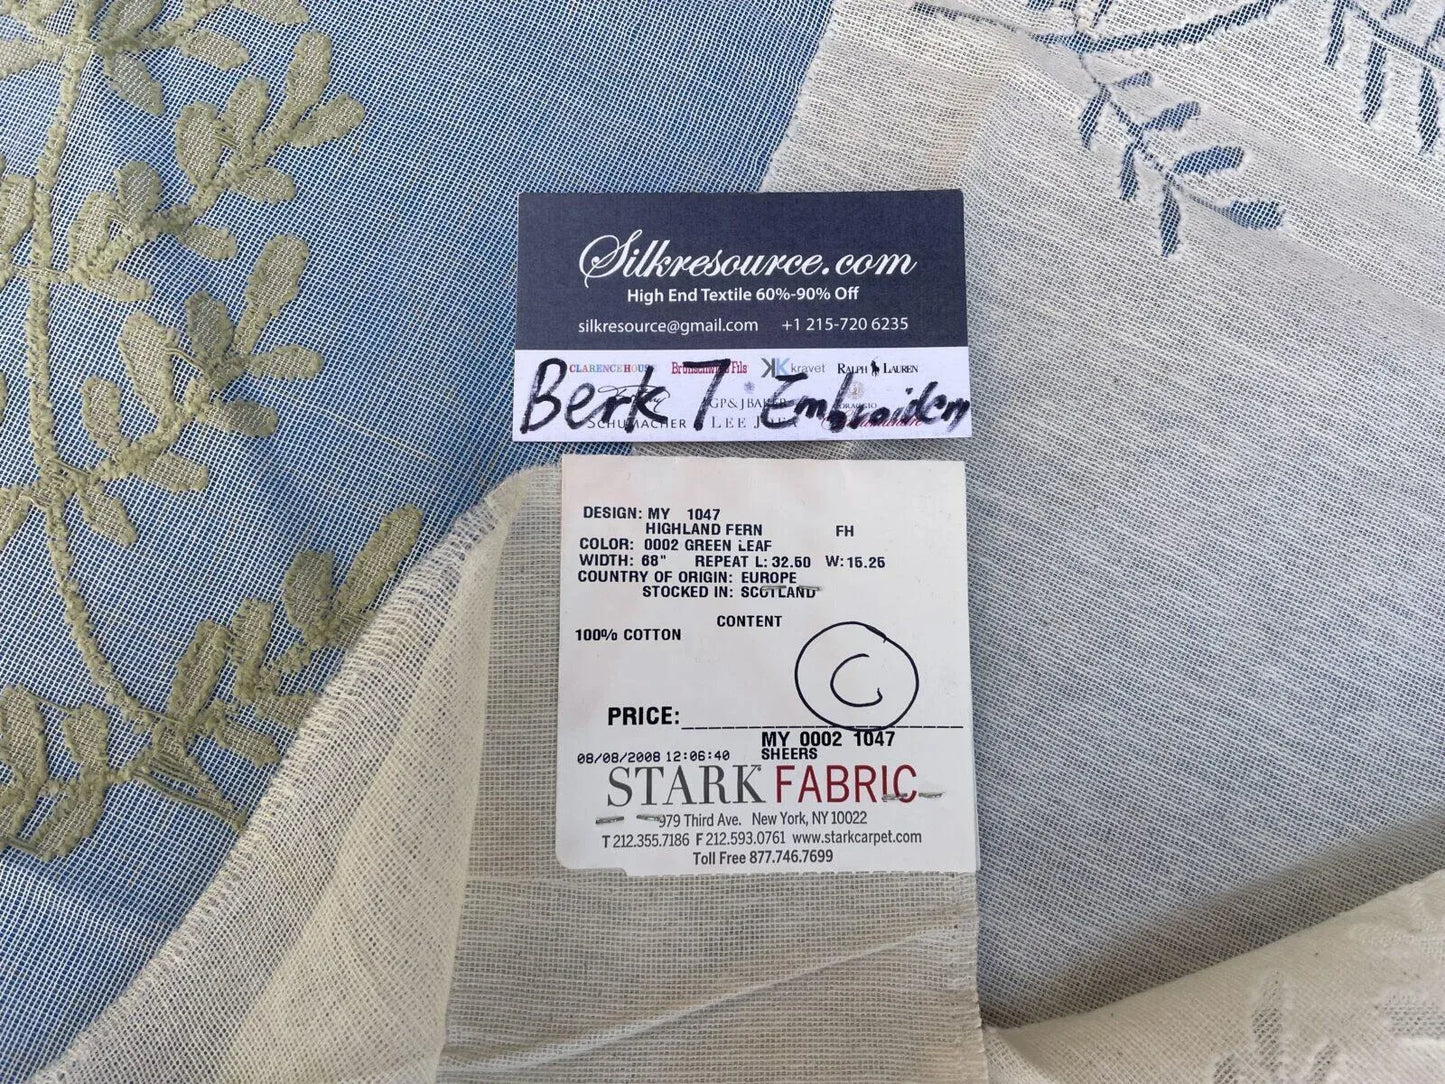 Silkresource.com
High End Textile 60%-90% Off
silkresource@gmail.com +1 215-720 6235
CLARENCE HOUSE Brunschwig & Fils kravet RALPH LAUREN
Berk 7
GP & J BAKER
SCHUMACHER LEE JOFA
DESIGN: MY 1047
HIGHLAND FERN FH
COLOR: 0002 GREEN LEAF
WIDTH: 68" REPEAT L: 32.50 W: 15.25
COUNTRY OF ORIGIN: EUROPE
STOCKED IN: SCOTLAND
CONTENT
100% COTTON
C
PRICE:
MY 0002 1047
08/08/2008 12:06:40 SHEERS
STARK FABRIC
979 Third Ave. New York, NY 10022
T 212.355.7186 F 212.593.0761 www.starkcarpet.com
Toll Free 877.746.7699